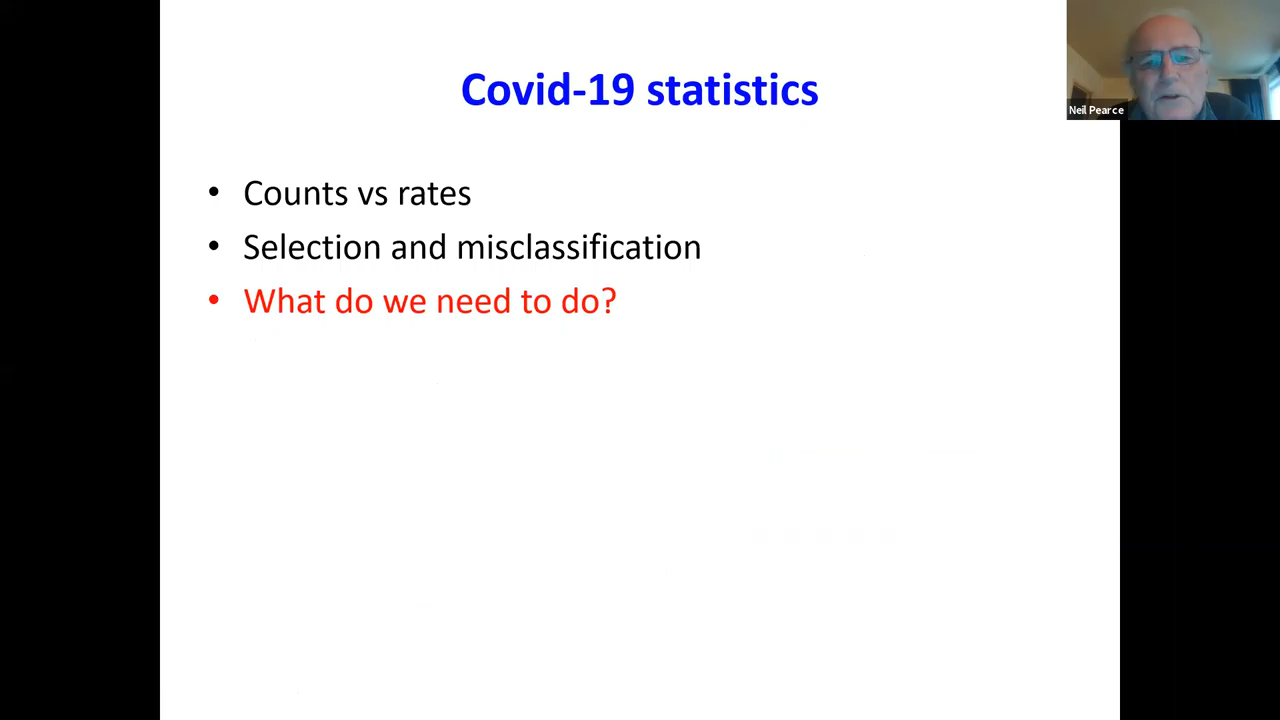 Covid-19 statistics
Neil Pearce
• Counts vs rates
• Selection and misclassification
• What do we need to do?